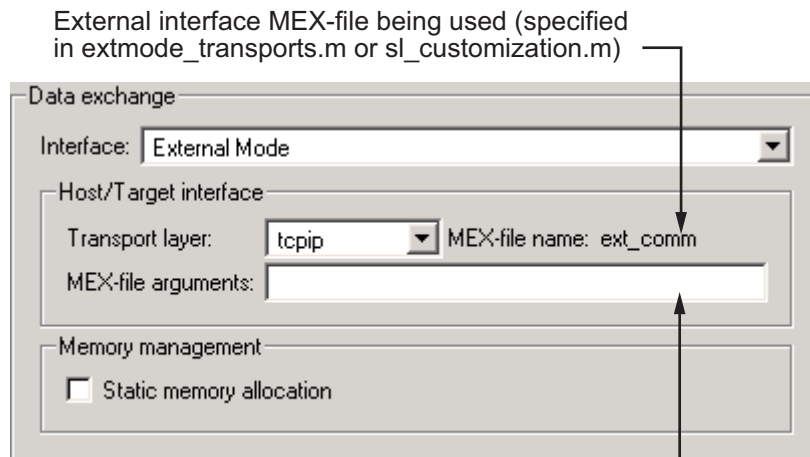 External interface MEX-file being used (specified
in extmode_transports.m or sl_customization.m)
Data exchange
Interface: External Mode
Host/Target interface
Transport layer: tcpip MEX-file name: ext_comm
MEX-file arguments:
Memory management
Static memory allocation